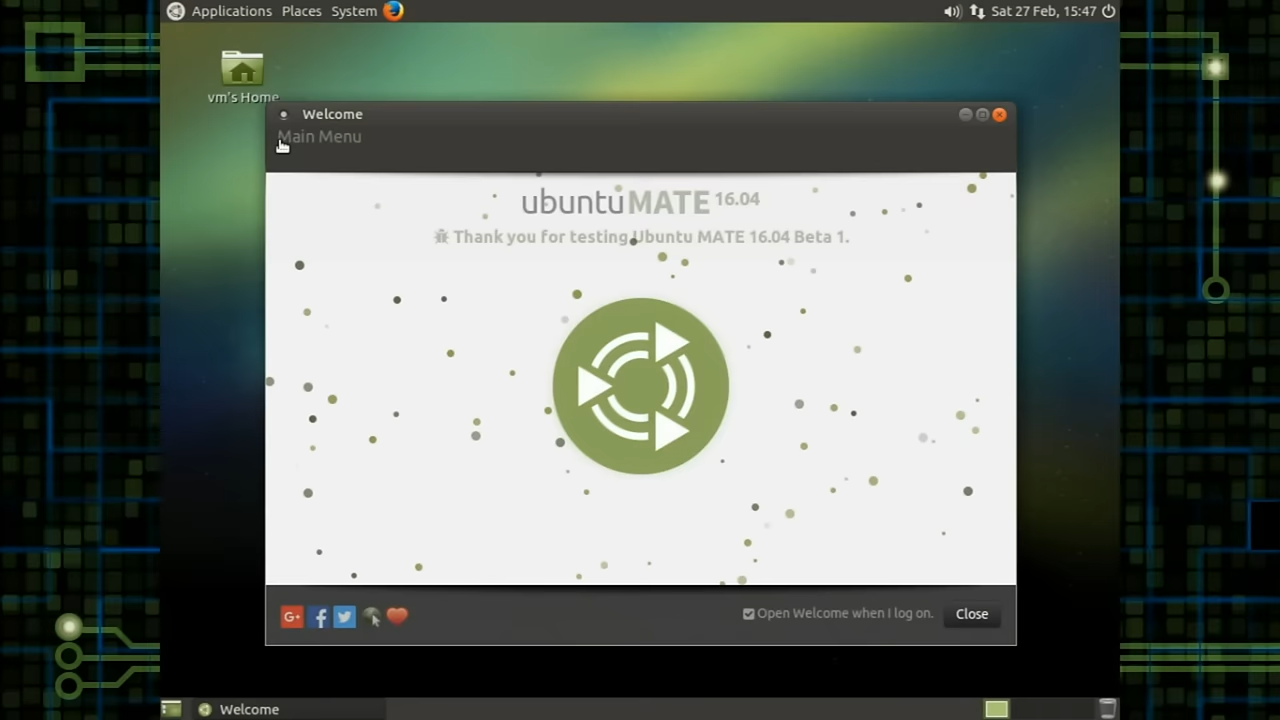 Applications Places System Sat 27 Feb, 15:47
vm's Home
Welcome
Main Menu
ubuntu MATE 16.04
Thank you for testing Ubuntu MATE 16.04 Beta 1.
G+ f Open Welcome when I log on. Close
Welcome